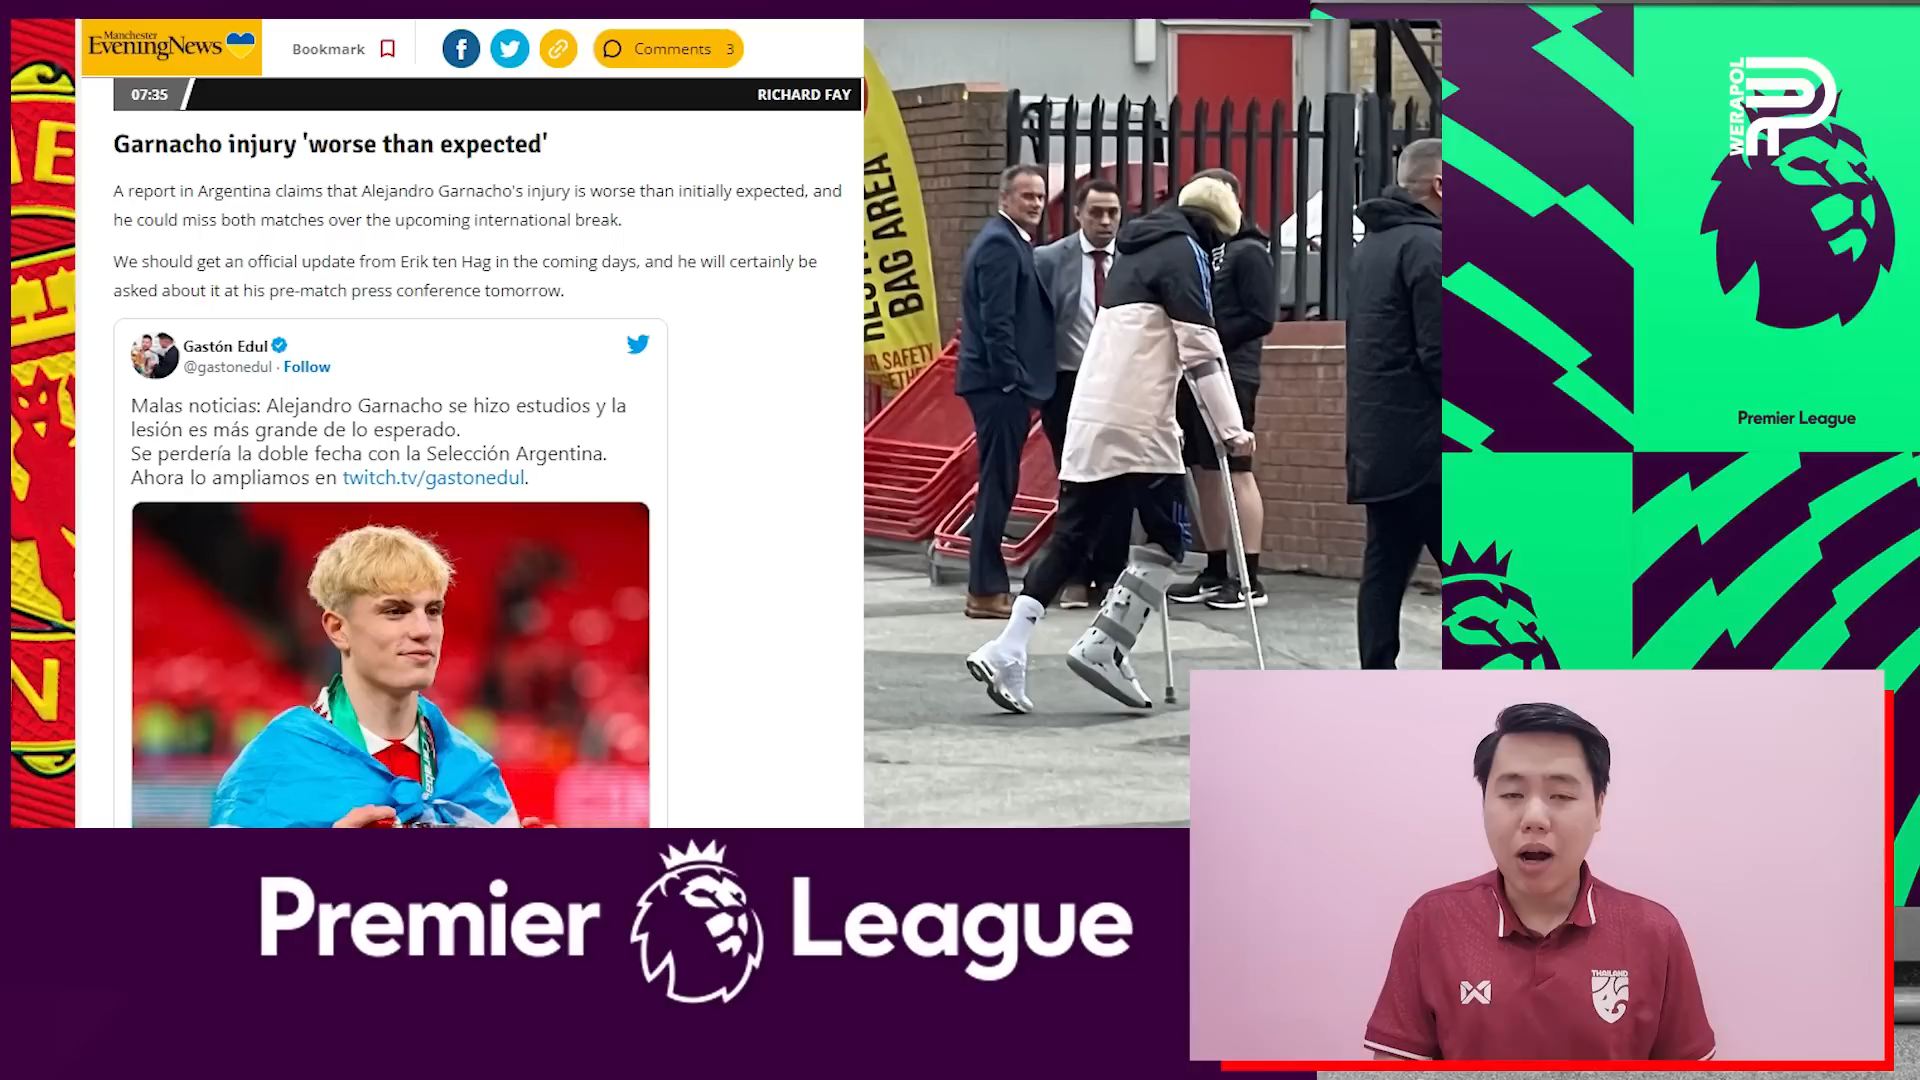 Manchester
Evening News
Bookmark
Comments 3
07:35
RICHARD FAY
Garnacho injury 'worse than expected'
A report in Argentina claims that Alejandro Garnacho's injury is worse than initially expected, and
he could miss both matches over the upcoming international break.
We should get an official update from Erik ten Hag in the coming days, and he will certainly be
asked about it at his pre-match press conference tomorrow.
Gastón Edul
@gastonedul · Follow
Malas noticias: Alejandro Garnacho se hizo estudios y la
lesión es más grande de lo esperado.
Se perdería la doble fecha con la Selección Argentina.
Ahora lo ampliamos en twitch.tv/gastonedul.
BAG AREA
R SAFETY
WERAPOL
Premier League
Premier League
THAILAND